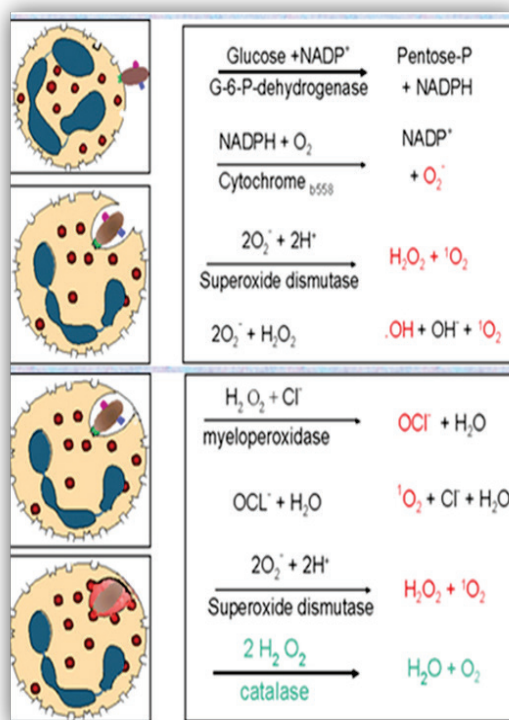 Glucose +NADP⁺ Pentose-P
G-6-P-dehydrogenase + NADPH
NADPH + O₂ NADP⁺
Cytochrome b558 + O₂⁻
2O₂⁻ + 2H⁺ H₂O₂ + ¹O₂
Superoxide dismutase
2O₂⁻ + H₂O₂ .OH + OH⁻ + ¹O₂
H₂O₂ + Cl⁻ OCl⁻ + H₂O
myeloperoxidase
OCL⁻ + H₂O ¹O₂ + Cl⁻ + H₂O
2O₂⁻ + 2H⁺ H₂O₂ + ¹O₂
Superoxide dismutase
2 H₂O₂ H₂O + O₂
catalase